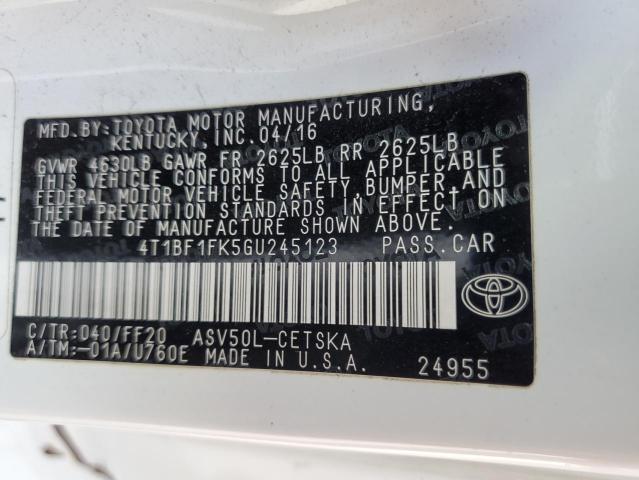 MFD.BY:TOYOTA MOTOR MANUFACTURING,
KENTUCKY,INC.04/16
GVWR 4630LB GAWR FR 2625LB RR 2625LB
THIS VEHICLE CONFORMS TO ALL APPLICABLE
FEDERAL MOTOR VEHICLE SAFETY,BUMPER,AND
THEFT PREVENTION STANDARDS IN EFFECT ON
THE DATE OF MANUFACTURE SHOWN ABOVE.
4T1BF1FK5GU245123 PASS.CAR
C/TR:040/FF20 ASV50L-CETSKA
A/TM:-01A/U760E MADE IN U.S.A.
24955
TOYOTA